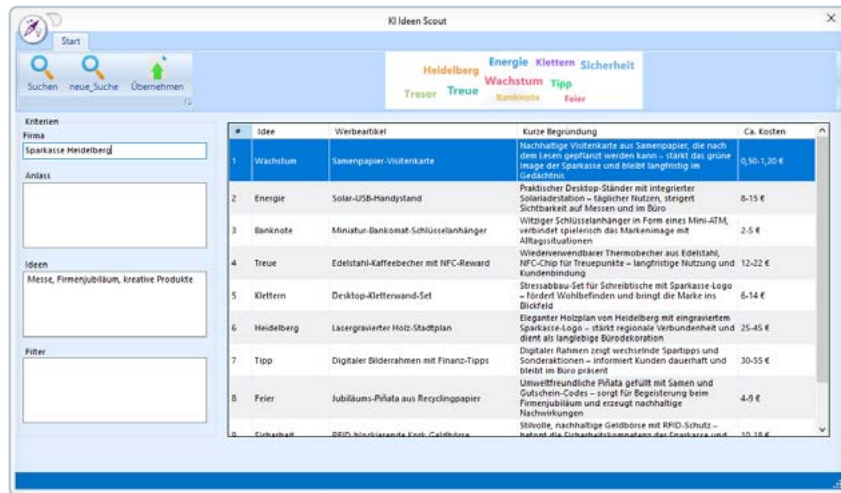 KI Ideen Scout
Start
Suchen neue_Suche Übernehmen
Energie Klettern Sicherheit
Heidelberg
Wachstum Tipp
Tresor Treue
Banknote Feier
Kriterien
Firma
Sparkasse Heidelberg
Anlass
Ideen
Messe, Firmenjubiläum, kreative Produkte
Filter
# Idee Werbeartikel Kurze Begründung Ca. Kosten
Nachhaltige Visitenkarte aus Samenpapier, die nach
1 Wachstum Samenpapier-Visitenkarte dem Lesen gepflanzt werden kann – stärkt das grüne 0,50-1,20 €
Image der Sparkasse und bleibt langfristig im
Gedächtnis
Praktischer Desktop-Ständer mit integrierter
2 Energie Solar-USB-Handystand Solarladestation – täglicher Nutzen, steigert 8-15 €
Sichtbarkeit auf Messen und im Büro
Witziger Schlüsselanhänger in Form eines Mini-ATM,
3 Banknote Miniatur-Bankomat-Schlüsselanhänger verbindet spielerisch das Markenimage mit 2-5 €
Alltagssituationen
Wiederverwendbarer Thermobecher aus Edelstahl,
4 Treue Edelstahl-Kaffeebecher mit NFC-Reward NFC-Chip für Treuepunkte – langfristige Nutzung und 12-22 €
Kundenbindung
Stressabbau-Set für Schreibtische mit Sparkasse-Logo
5 Klettern Desktop-Kletterwand-Set – fördert Wohlbefinden und bringt die Marke ins 6-14 €
Blickfeld
Eleganter Holzplan von Heidelberg mit eingraviertem
6 Heidelberg Lasergravierter Holz-Stadtplan Sparkasse-Logo – stärkt regionale Verbundenheit und 25-45 €
dient als langlebige Bürodekoration
Digitaler Rahmen zeigt wechselnde Spartipps und
7 Tipp Digitaler Bilderrahmen mit Finanz-Tipps Sonderaktionen – informiert Kunden dauerhaft und 30-55 €
bleibt im Büro präsent
Umweltfreundliche Piñata gefüllt mit Samen und
8 Feier Jubiläums-Piñata aus Recyclingpapier Gutschein-Codes – sorgt für Begeisterung beim 4-9 €
Firmenjubiläum und erzeugt nachhaltige
Nachwirkungen
Stilvolle, nachhaltige Geldbörse mit RFID-Schutz –
9 Sicherheit RFID-blockierende Kork-Geldbörse betont die Sicherheitskompetenz der Sparkasse und 10-18 €